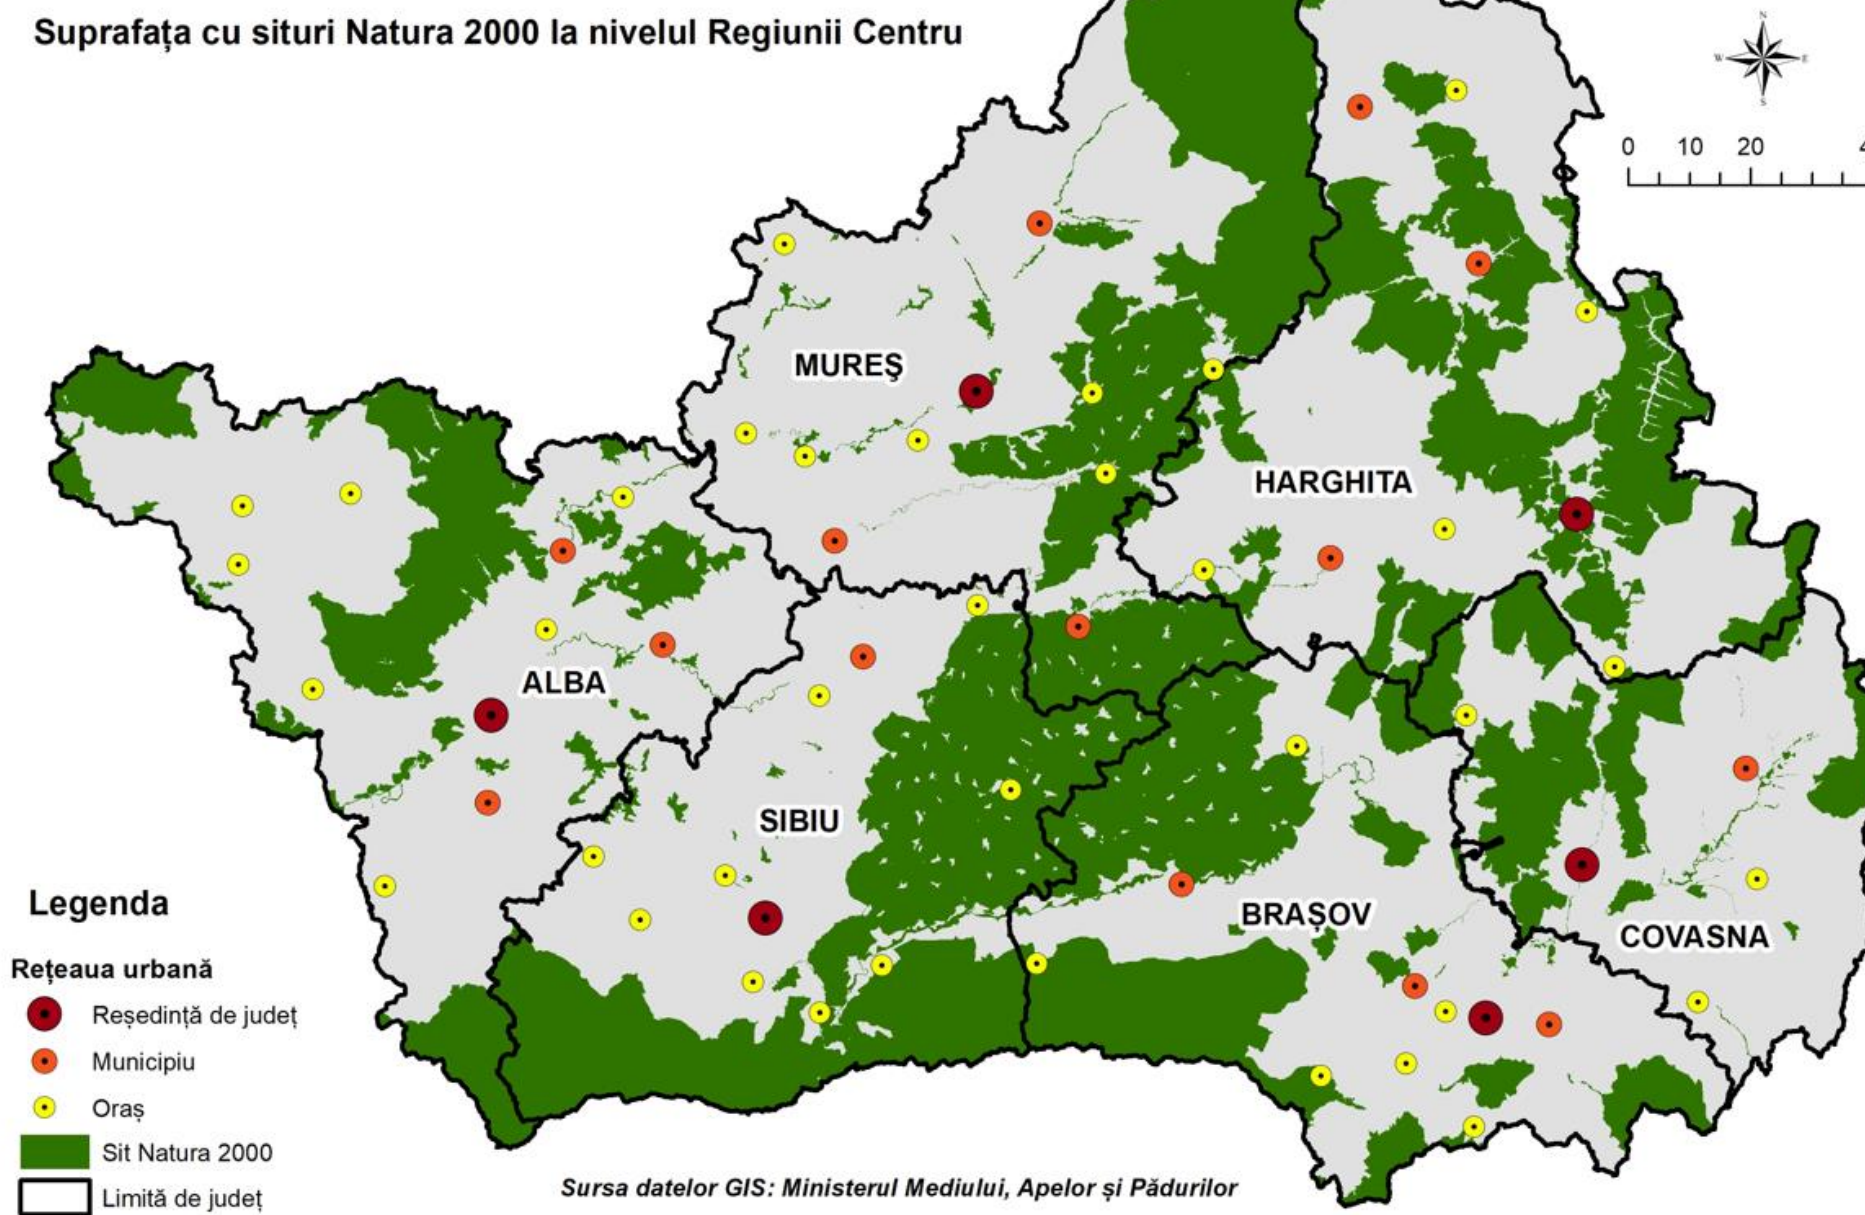 Suprafața cu situri Natura 2000 la nivelul Regiunii Centru
N
W E
S
0 10 20 4
MUREŞ
HARGHITA
ALBA
SIBIU
BRAȘOV
COVASNA
Legenda
Rețeaua urbană
Reședință de județ
Municipiu
Oraș
Sit Natura 2000
Limită de județ
Sursa datelor GIS: Ministerul Mediului, Apelor și Pădurilor